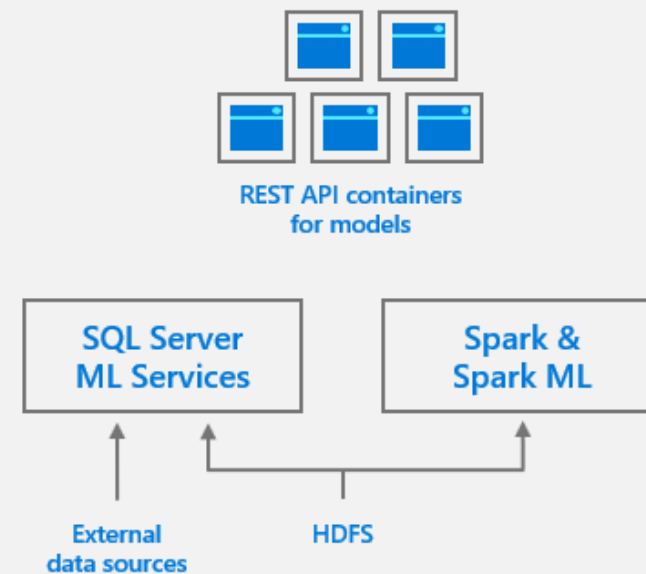 REST API containers
for models
SQL Server
ML Services
Spark &
Spark ML
External
data sources
HDFS